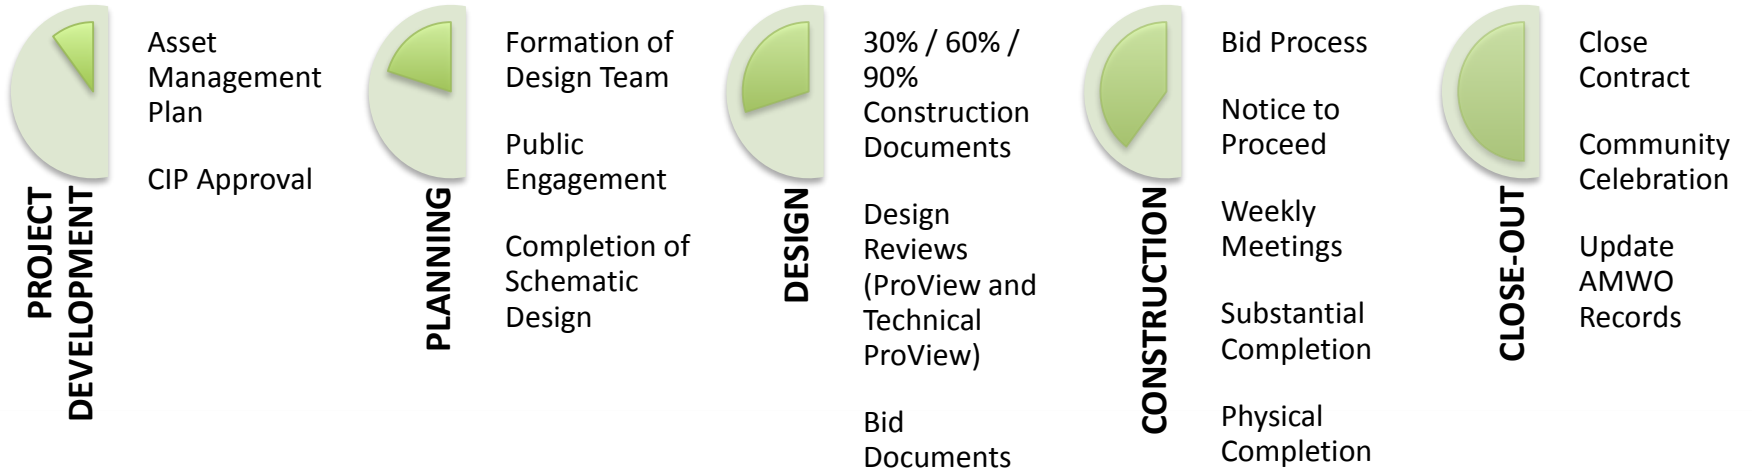 PROJECT
DEVELOPMENT
Asset
Management
Plan
CIP Approval
PLANNING
Formation of
Design Team
Public
Engagement
Completion of
Schematic
Design
DESIGN
30% / 60% /
90%
Construction
Documents
Design
Reviews
(ProView and
Technical
ProView)
Bid
Documents
CONSTRUCTION
Bid Process
Notice to
Proceed
Weekly
Meetings
Substantial
Completion
Physical
Completion
CLOSE-OUT
Close
Contract
Community
Celebration
Update
AMWO
Records